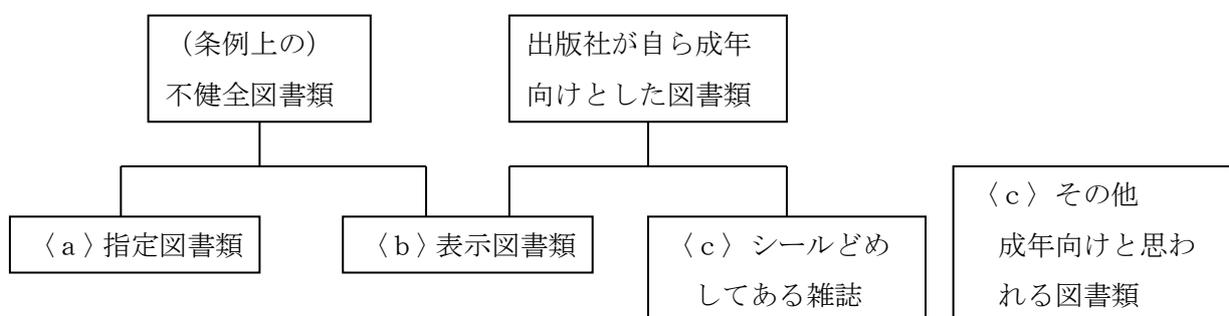 (条例上の)
不健全図書類
出版社が自ら成年
向けとした図書類
〈a〉指定図書類
〈b〉表示図書類
〈c〉シールどめ
してある雑誌
〈c〉その他
成年向けと思わ
れる図書類